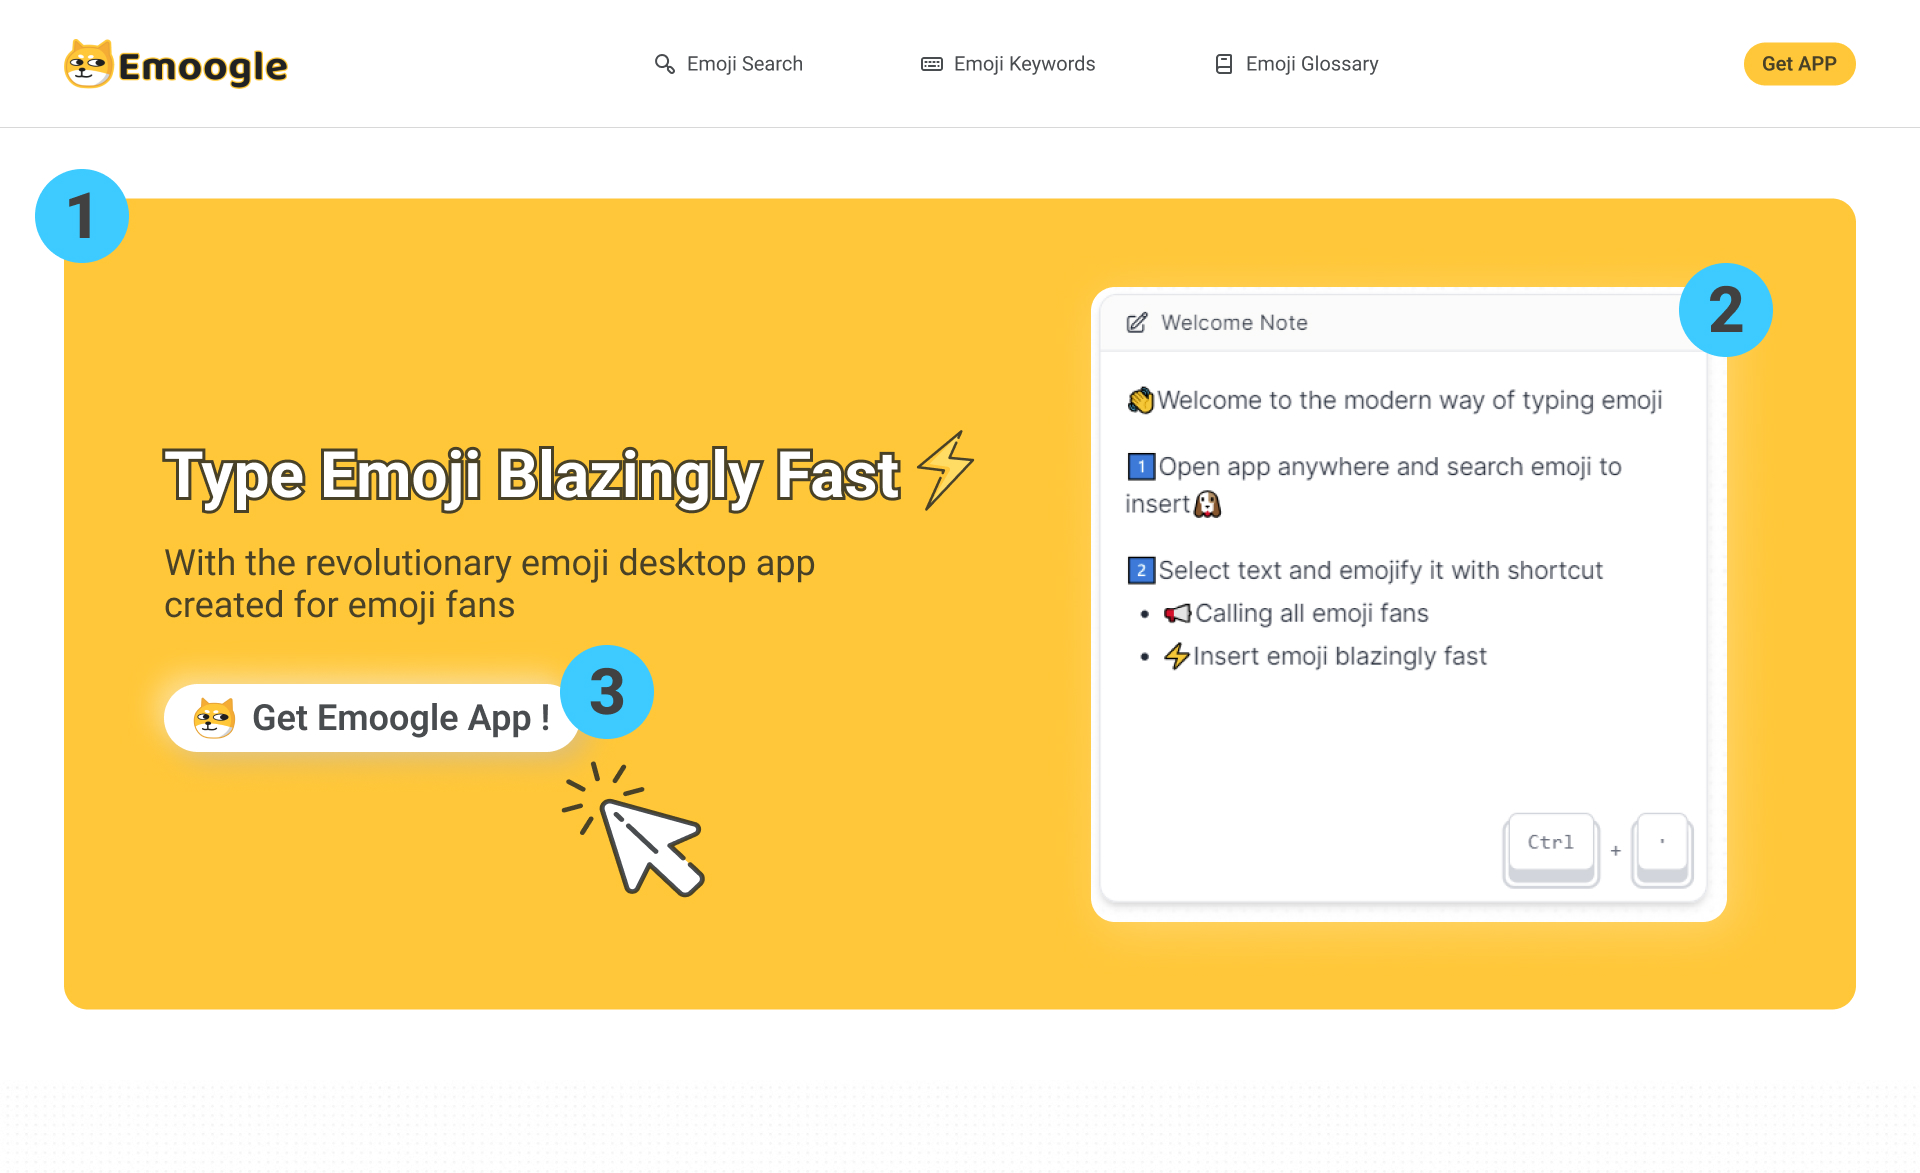 Emoogle
Emoji Search
Emoji Keywords
Emoji Glossary
Get APP
1
Type Emoji Blazingly Fast
With the revolutionary emoji desktop app
created for emoji fans
Get Emoogle App !
3
2
Welcome Note
👋Welcome to the modern way of typing emoji
1️⃣Open app anywhere and search emoji to
insert🐶
2️⃣Select text and emojify it with shortcut
• 📢Calling all emoji fans
• ⚡Insert emoji blazingly fast
Ctrl + '